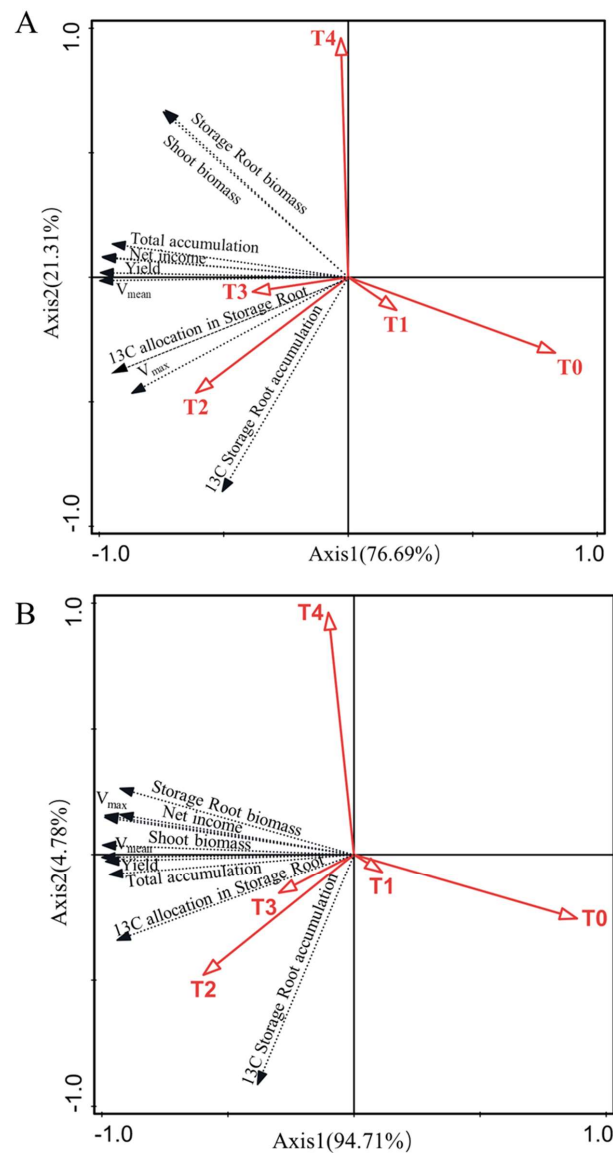 A
1.0
T4
Storage Root biomass
Shoot biomass
Total accumulation
Net income
Yield
Vmean
T3
T1
13C allocation in Storage Root
Vmax
T2
T0
13C Storage Root accumulation
Axis2(21.31%)
-1.0
-1.0
Axis1(76.69%)
1.0
B
1.0
T4
Vmax
Storage Root biomass
Net income
Vmean
Shoot biomass
Yield
Total accumulation
13C allocation in Storage Root
T3
T1
T2
T0
13C Storage Root accumulation
Axis2(4.78%)
-1.0
-1.0
Axis1(94.71%)
1.0